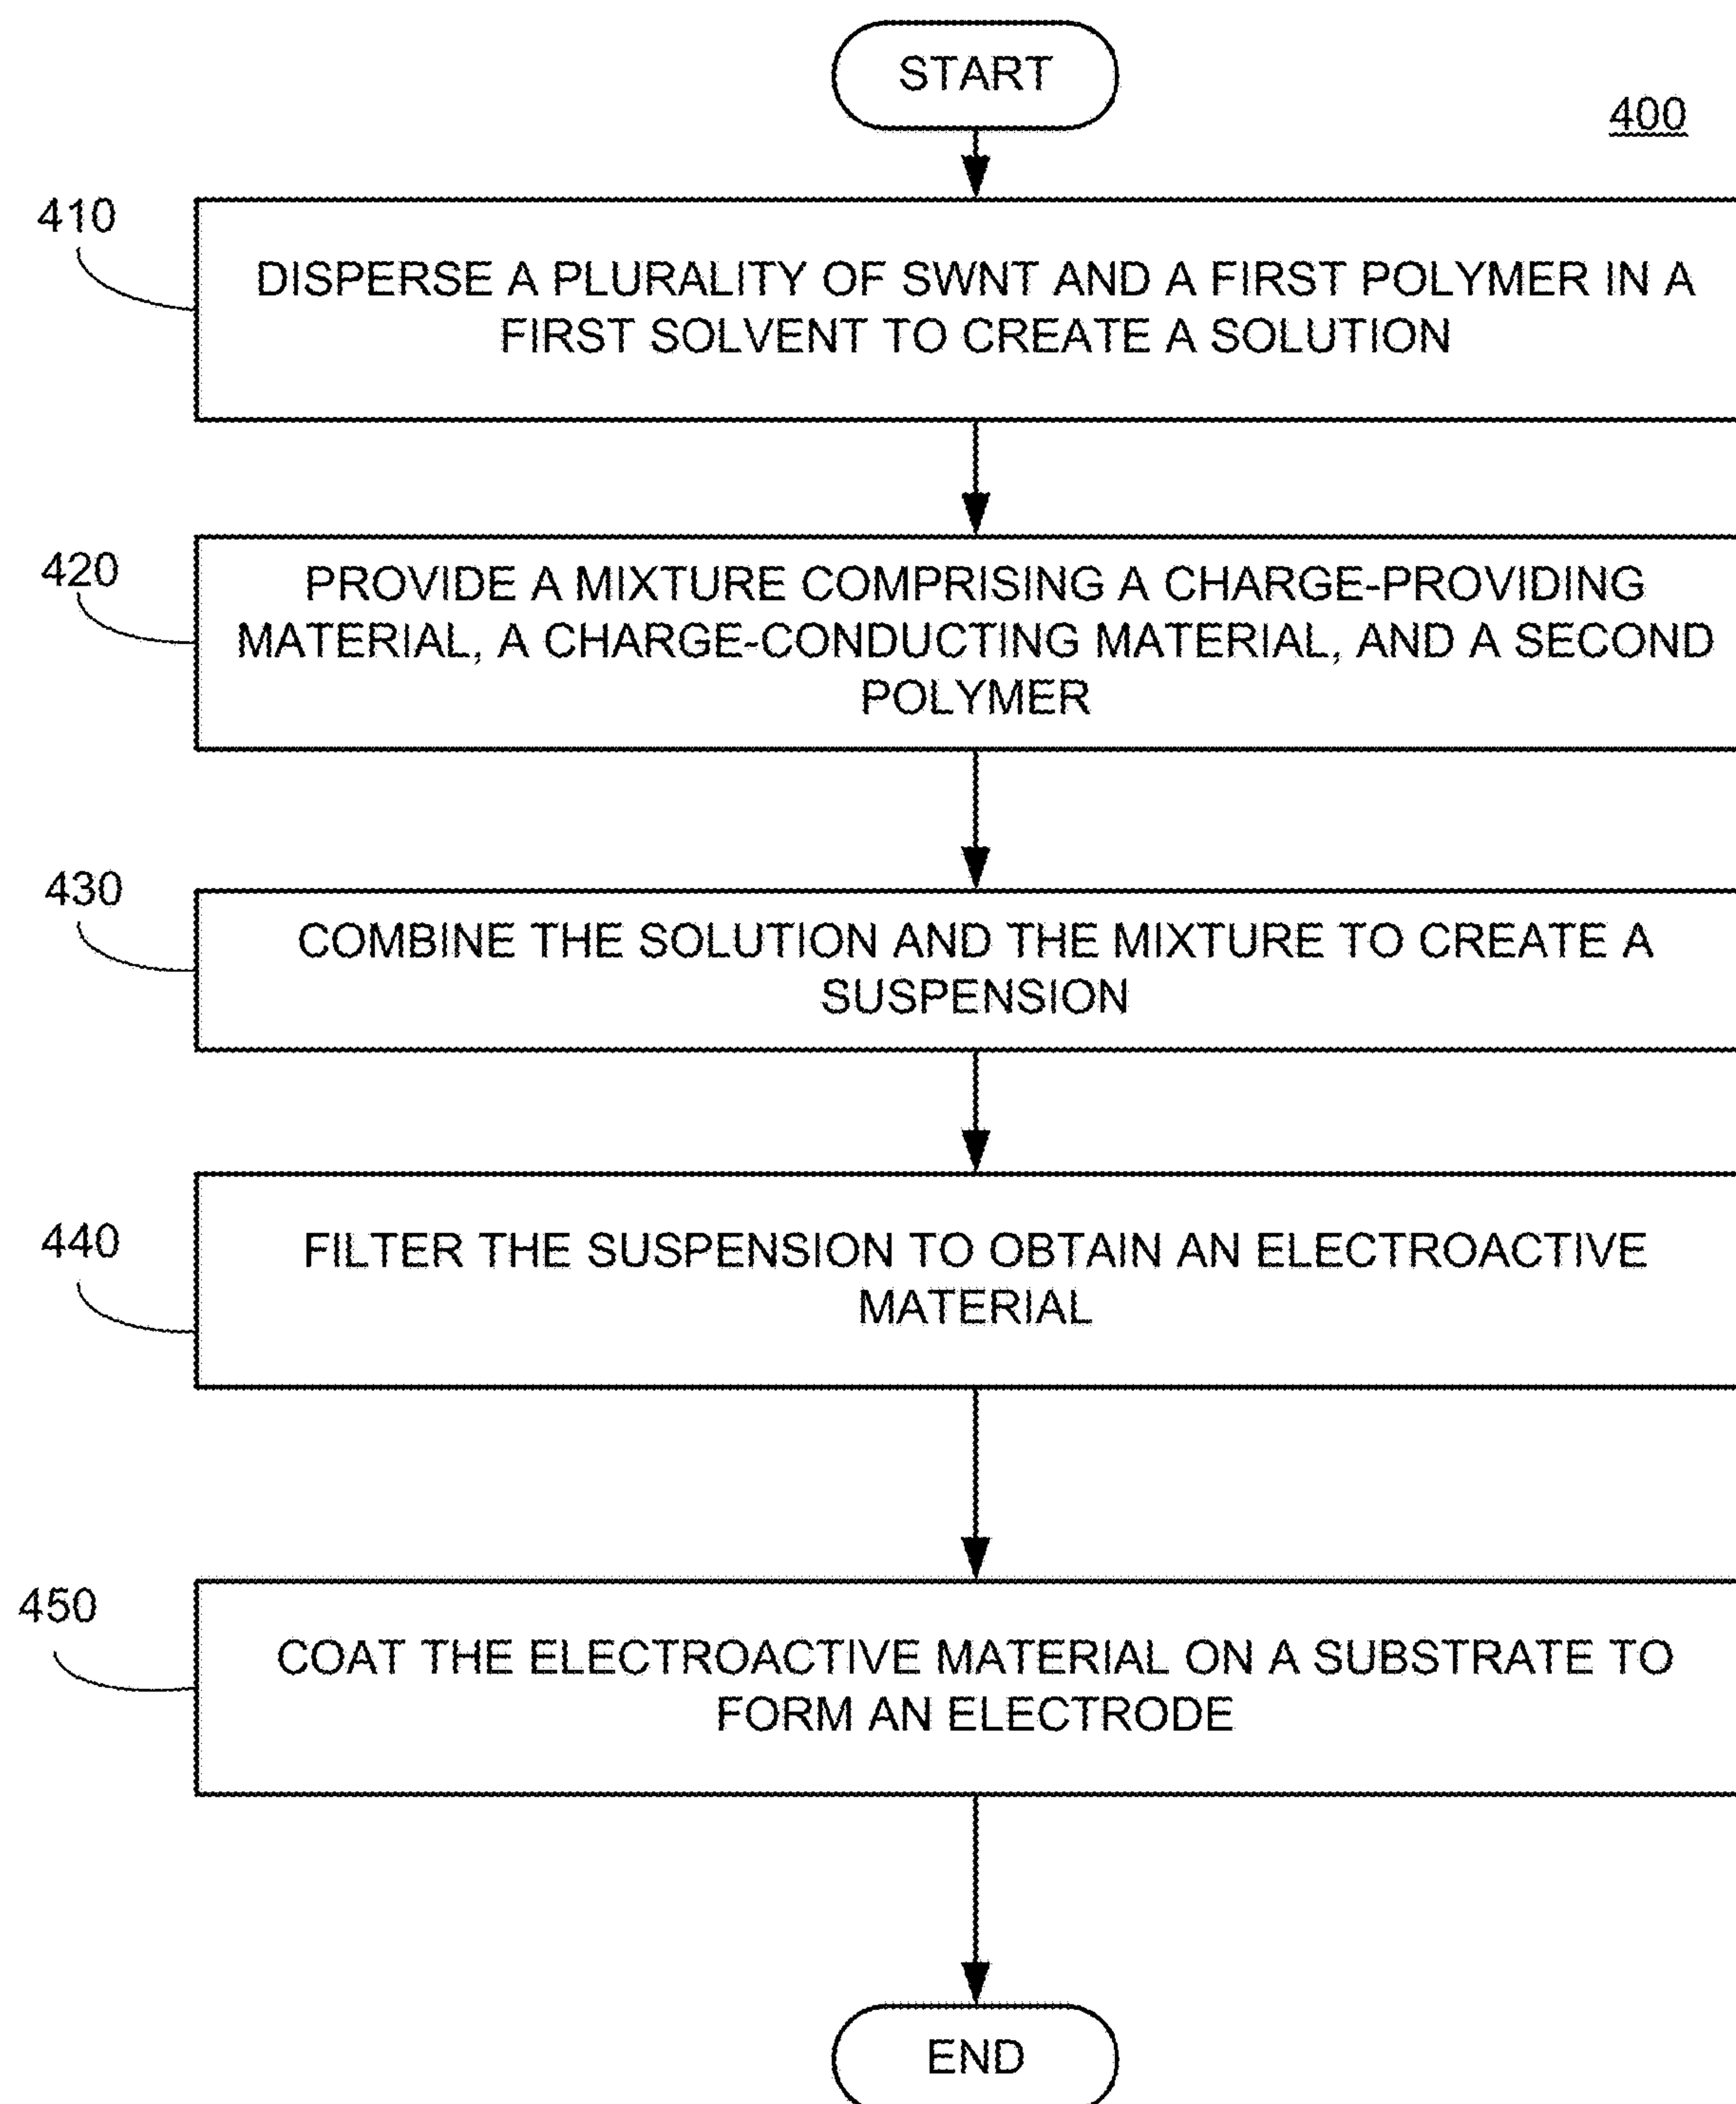 START
400
410
DISPERSE A PLURALITY OF SWNT AND A FIRST POLYMER IN A
FIRST SOLVENT TO CREATE A SOLUTION
420
PROVIDE A MIXTURE COMPRISING A CHARGE-PROVIDING
MATERIAL, A CHARGE-CONDUCTING MATERIAL, AND A SECOND
POLYMER
430
COMBINE THE SOLUTION AND THE MIXTURE TO CREATE A
SUSPENSION
440
FILTER THE SUSPENSION TO OBTAIN AN ELECTROACTIVE
MATERIAL
450
COAT THE ELECTROACTIVE MATERIAL ON A SUBSTRATE TO
FORM AN ELECTRODE
END